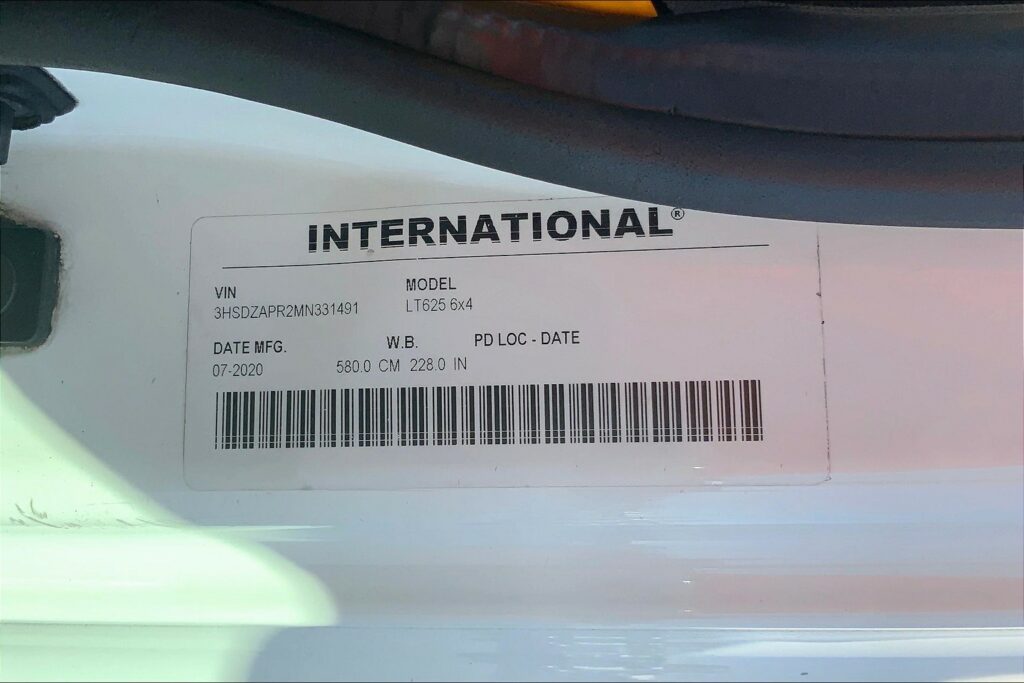 INTERNATIONAL®
VIN MODEL
3HSDZAPR2MN331491 LT625 6x4
DATE MFG. W.B. PD LOC - DATE
07-2020 580.0 CM 228.0 IN